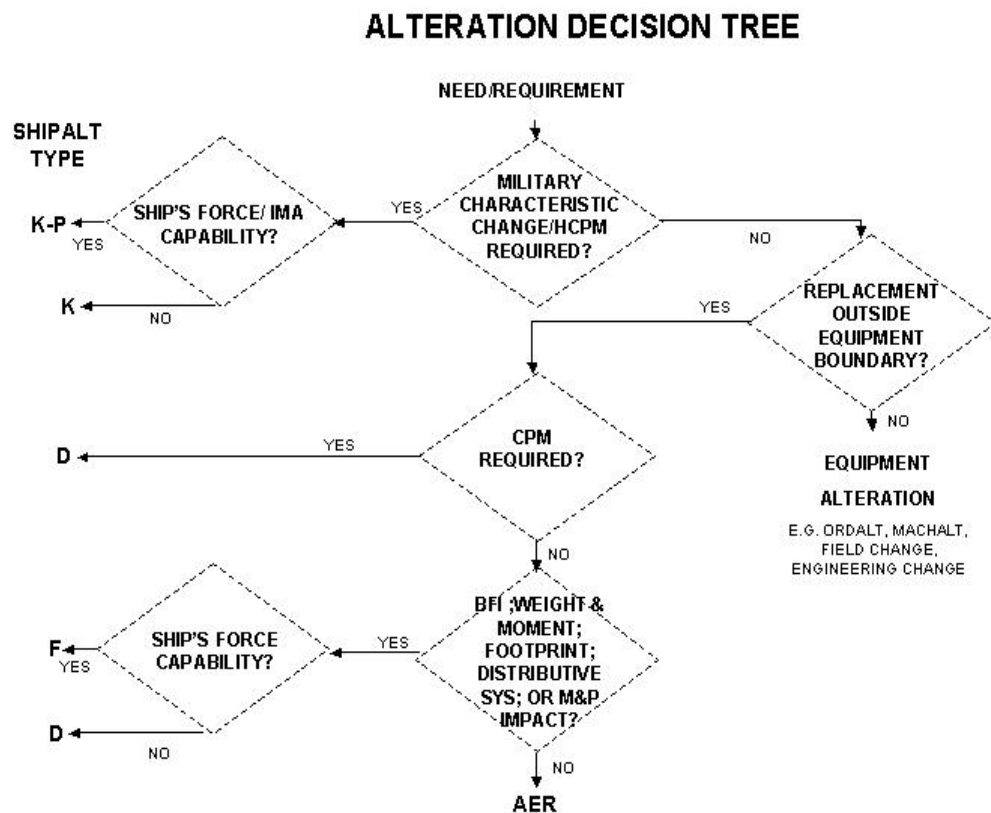 ALTERATION DECISION TREE
NEED/REQUIREMENT
SHIPALT
TYPE
MILITARY
CHARACTERISTIC
CHANGE/HCPM
REQUIRED?
YES
NO
SHIP'S FORCE/ IMA
CAPABILITY?
K-P
YES
K
NO
REPLACEMENT
OUTSIDE
EQUIPMENT
BOUNDARY?
YES
NO
EQUIPMENT
ALTERATION
E.G. ORDALT, MACHALT,
FIELD CHANGE,
ENGINEERING CHANGE
CPM
REQUIRED?
YES
D
NO
BFI ;WEIGHT &
MOMENT;
FOOTPRINT;
DISTRIBUTIVE
SYS; OR M&P
IMPACT?
YES
SHIP'S FORCE
CAPABILITY?
F
YES
D
NO
NO
AER